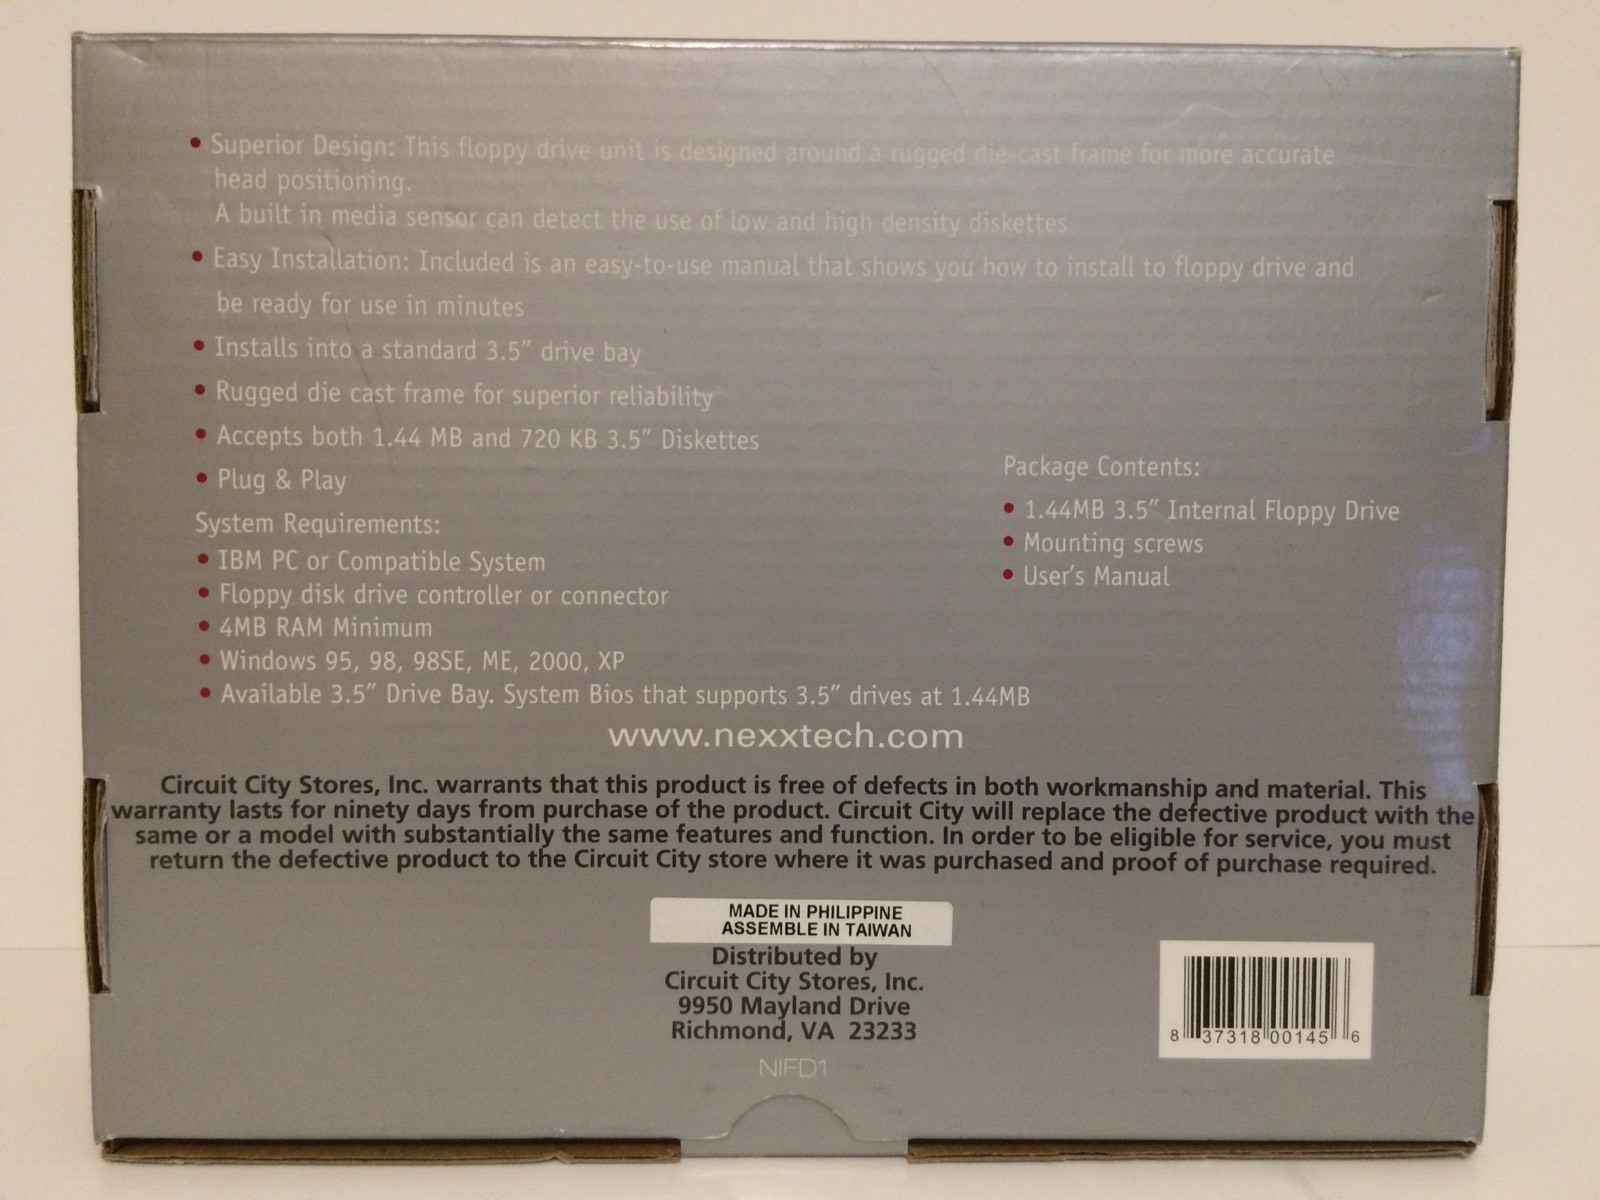 • Superior Design: This floppy drive unit is designed around a rugged die-cast frame for more accurate
head positioning.
A built in media sensor can detect the use of low and high density diskettes
• Easy Installation: Included is an easy-to-use manual that shows you how to install to floppy drive and
be ready for use in minutes
• Installs into a standard 3.5" drive bay
• Rugged die cast frame for superior reliability
• Accepts both 1.44 MB and 720 KB 3.5" Diskettes
• Plug & Play
System Requirements:
• IBM PC or Compatible System
• Floppy disk drive controller or connector
• 4MB RAM Minimum
• Windows 95, 98, 98SE, ME, 2000, XP
• Available 3.5" Drive Bay. System Bios that supports 3.5" drives at 1.44MB
Package Contents:
• 1.44MB 3.5" Internal Floppy Drive
• Mounting screws
• User's Manual
www.nexxtech.com
Circuit City Stores, Inc. warrants that this product is free of defects in both workmanship and material. This
warranty lasts for ninety days from purchase of the product. Circuit City will replace the defective product with the
same or a model with substantially the same features and function. In order to be eligible for service, you must
return the defective product to the Circuit City store where it was purchased and proof of purchase required.
MADE IN PHILIPPINE
ASSEMBLE IN TAIWAN
Distributed by
Circuit City Stores, Inc.
9950 Mayland Drive
Richmond, VA 23233
NIFD1
8 37318 00145 6